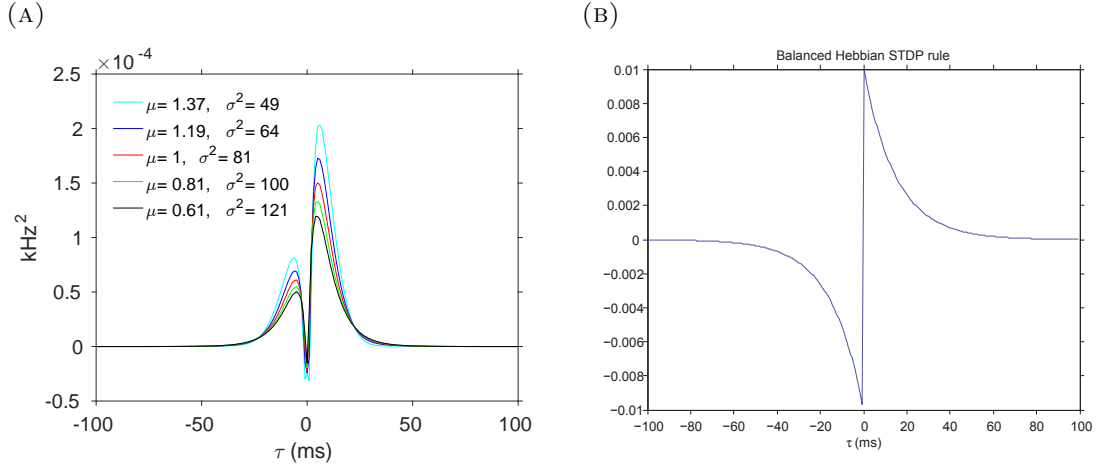 (A)
×10⁻⁴
2.5
2
1.5
1
0.5
0
-0.5
kHz²
μ= 1.37, σ²= 49
μ= 1.19, σ²= 64
μ= 1, σ²= 81
μ= 0.81, σ²= 100
μ= 0.61, σ²= 121
-100 -50 0 50 100
τ (ms)
(B)
Balanced Hebbian STDP rule
0.01
0.008
0.006
0.004
0.002
0
−0.002
−0.004
−0.006
−0.008
−0.01
−100 −80 −60 −40 −20 0 20 40 60 80 100
τ (ms)